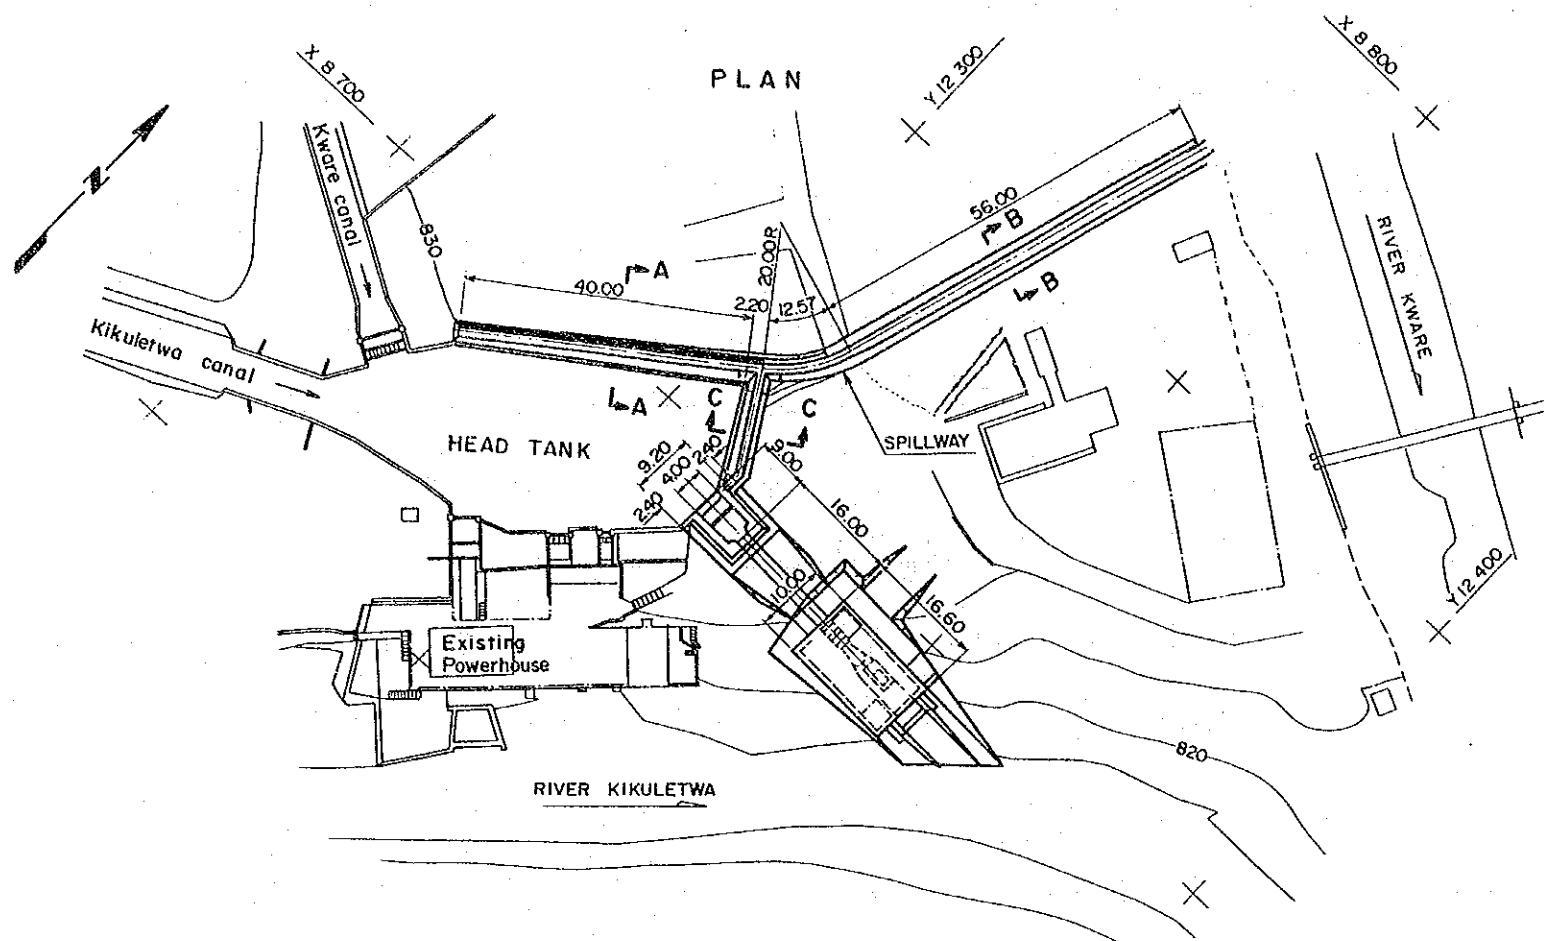 PLAN
X 8 700
Y 12 300
X 8 800
N
Kware canal
830
56.00
B
B
20.00R
A
40.00
2.20
12.57
RIVER KWARE
Kikuletwa canal
A
C
C
SPILLWAY
HEAD TANK
9.20
4.00
2.40
2.40
9.00
16.00
10.00
16.60
Y 12 400
Existing
Powerhouse
820
RIVER KIKULETWA